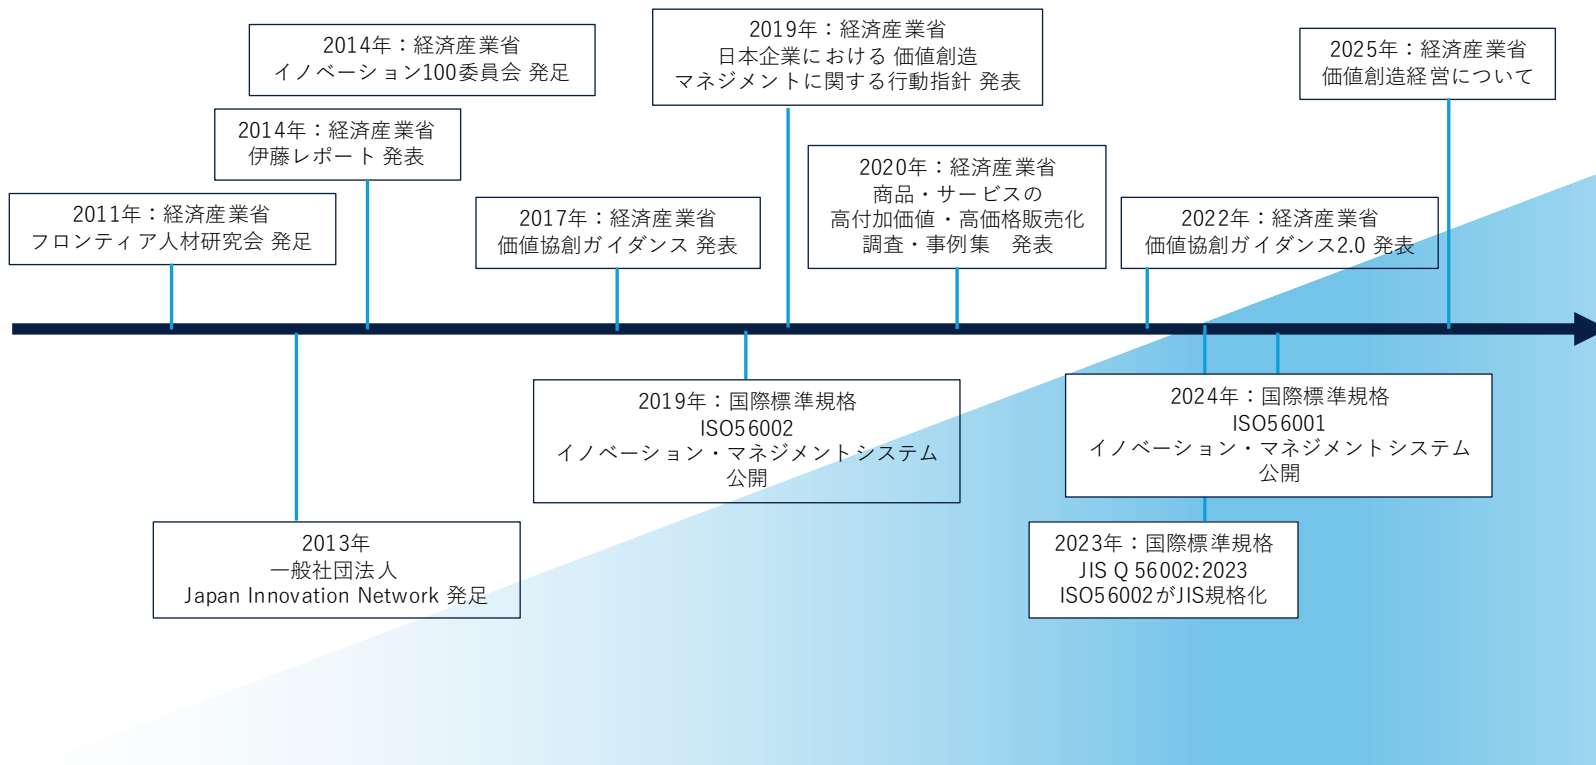 2014年：経済産業省
イノベーション100委員会 発足
2014年：経済産業省
伊藤レポート 発表
2011年：経済産業省
フロンティア人材研究会 発足
2017年：経済産業省
価値協創ガイダンス 発表
2019年：経済産業省
日本企業における 価値創造
マネジメントに関する行動指針 発表
2020年：経済産業省
商品・サービスの
高付加価値・高価格販売化
調査・事例集　発表
2022年：経済産業省
価値協創ガイダンス2.0 発表
2025年：経済産業省
価値創造経営について
2013年
一般社団法人
Japan Innovation Network 発足
2019年：国際標準規格
ISO56002
イノベーション・マネジメントシステム
公開
2024年：国際標準規格
ISO56001
イノベーション・マネジメントシステム
公開
2023年：国際標準規格
JIS Q 56002:2023
ISO56002がJIS規格化